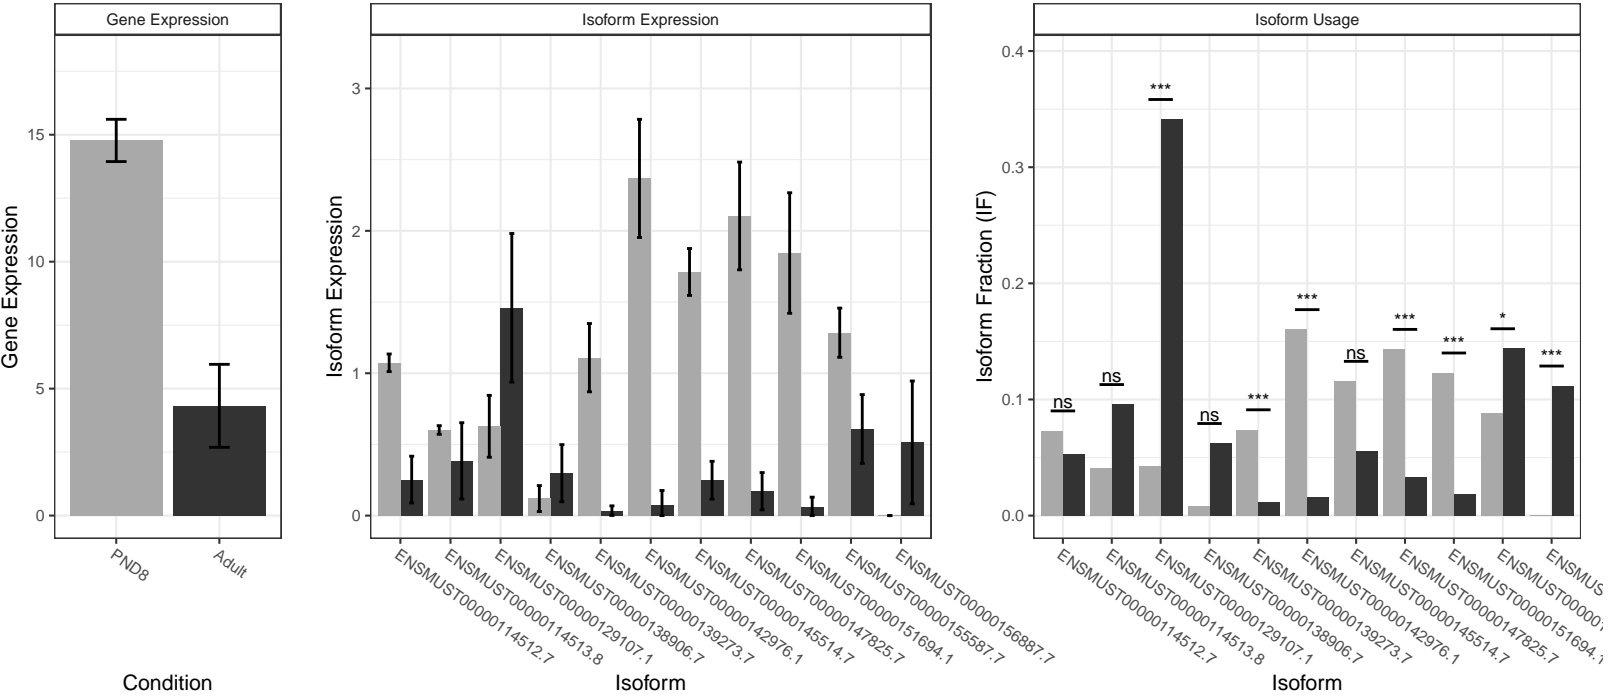 Gene Expression
Isoform Expression
Isoform Usage
Gene Expression
15
10
5
0
PND8
Adult
Condition
Isoform Expression
3
2
1
0
ENSMUST00000114512.7
ENSMUST00000114513.8
ENSMUST00000129107.1
ENSMUST00000138906.7
ENSMUST00000139273.7
ENSMUST00000142976.1
ENSMUST00000145514.7
ENSMUST00000147825.7
ENSMUST00000151694.1
ENSMUST00000155587.7
ENSMUST00000156887.7
Isoform
Isoform Fraction (IF)
0.4
0.3
0.2
0.1
0.0
ns
ns
***
ns
***
***
ns
***
***
*
***
ENSMUST00000114512.7
ENSMUST00000114513.8
ENSMUST00000129107.1
ENSMUST00000138906.7
ENSMUST00000139273.7
ENSMUST00000142976.1
ENSMUST00000145514.7
ENSMUST00000147825.7
ENSMUST00000151694.1
Isoform